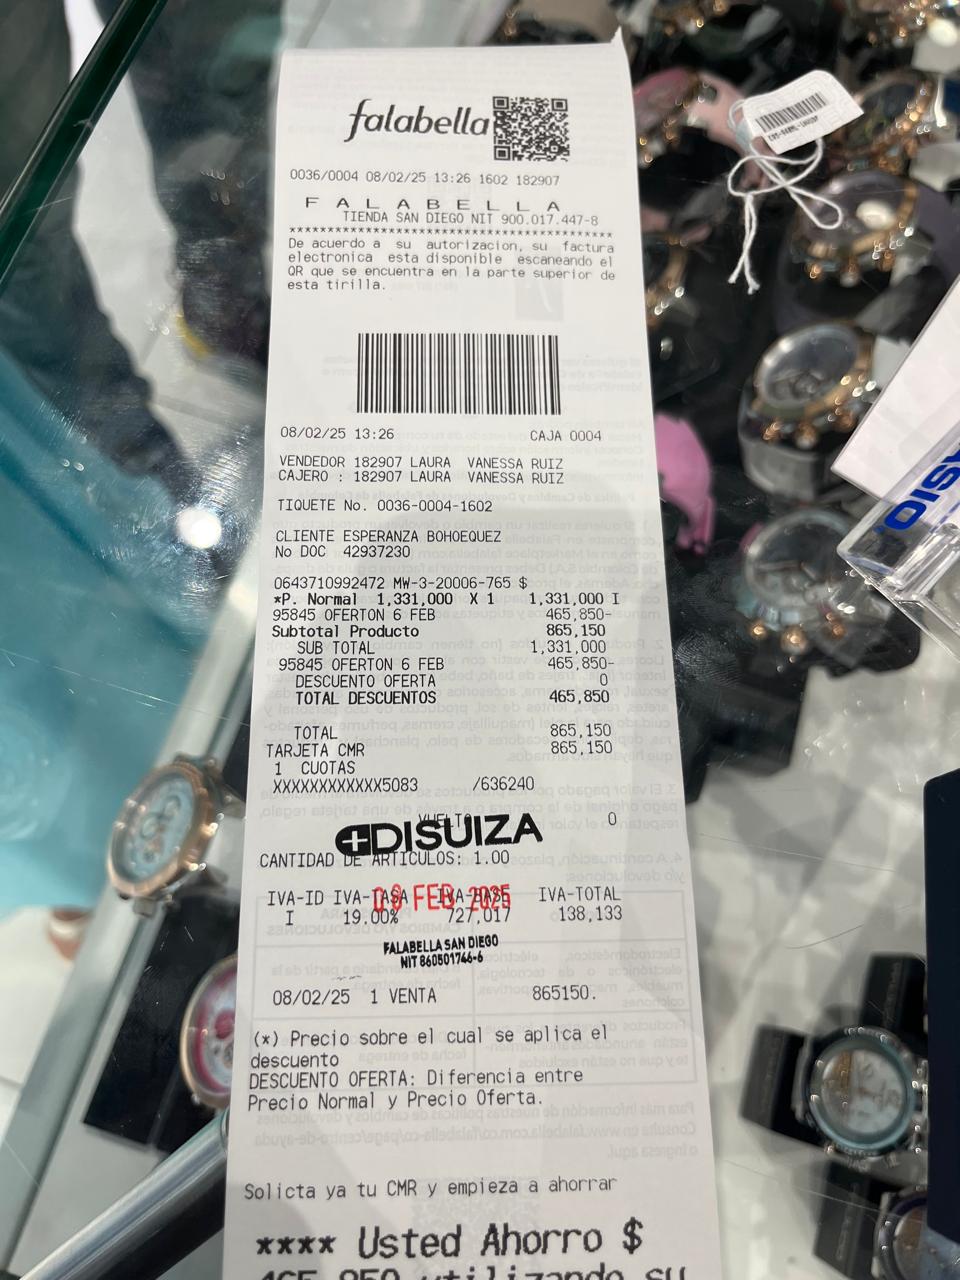 falabella
0036/0004 08/02/25 13:26 1602 182907
F A L A B E L L A
TIENDA SAN DIEGO NIT 900.017.447-8
****************************************
De acuerdo a su autorizacion, su factura
electronica esta disponible escaneando el
QR que se encuentra en la parte superior de
esta tirilla.
08/02/25 13:26 CAJA 0004
VENDEDOR 182907 LAURA VANESSA RUIZ
CAJERO : 182907 LAURA VANESSA RUIZ
TIQUETE No. 0036-0004-1602
CLIENTE ESPERANZA BOHOEQUEZ
No DOC 42937230
0643710992472 MW-3-20006-765 $
*P. Normal 1,331,000 X 1 1,331,000 I
95845 OFERTON 6 FEB 465,850-
Subtotal Producto 865,150
SUB TOTAL 1,331,000
95845 OFERTON 6 FEB 465,850-
DESCUENTO OFERTA 0
TOTAL DESCUENTOS 465,850
TOTAL 865,150
TARJETA CMR 865,150
1 CUOTAS
XXXXXXXXXXXX5083 /636240
VUELTO 0
DISUIZA
CANTIDAD DE ARTICULOS: 1.00
IVA-ID IVA-TASA IVA-BASE IVA-TOTAL
08 FEB 2025
I 19.00% 727,017 138,133
FALABELLA SAN DIEGO
NIT 860501746-6
08/02/25 1 VENTA 865150.
(*) Precio sobre el cual se aplica el
descuento
DESCUENTO OFERTA: Diferencia entre
Precio Normal y Precio Oferta.
Solicta ya tu CMR y empieza a ahorrar
**** Usted Ahorro $
465,850 utilizando su